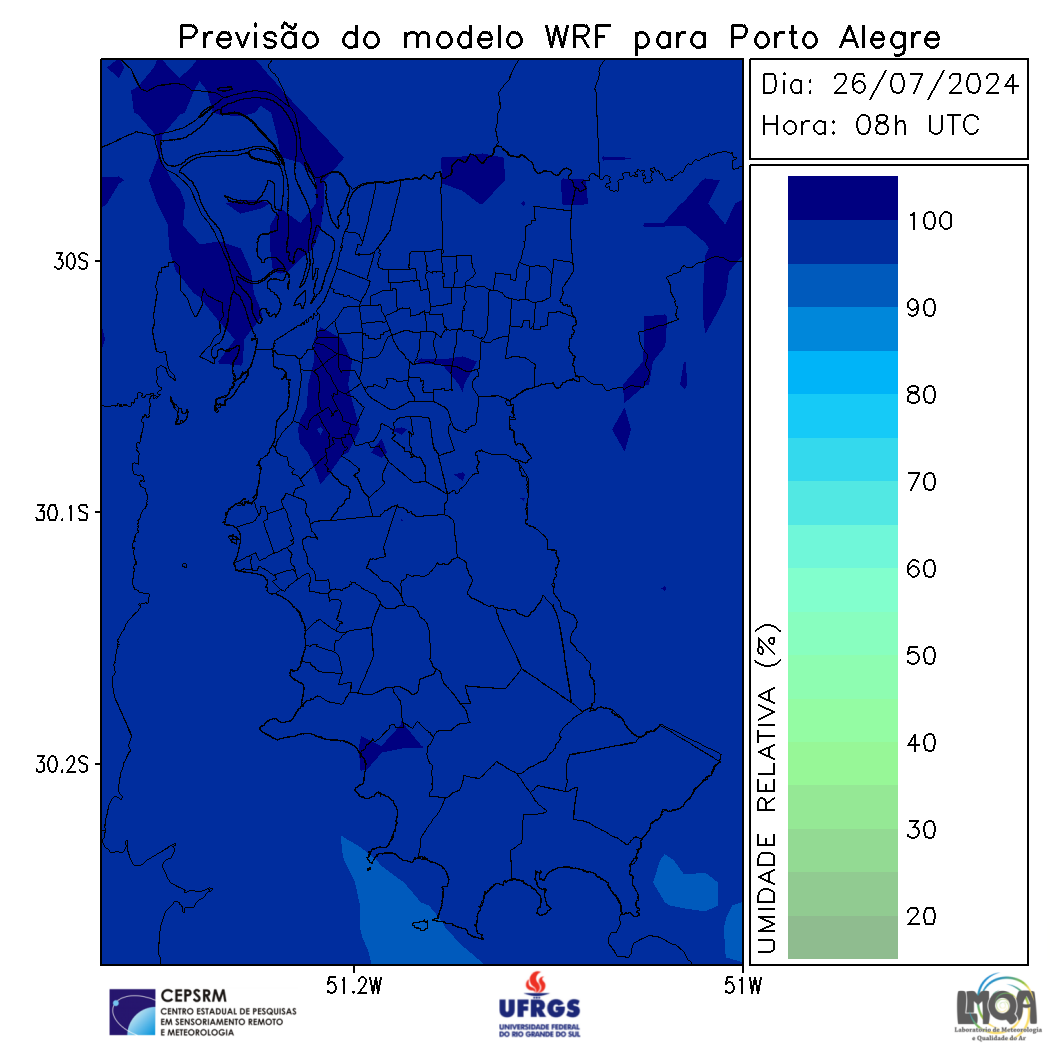 Previsão do modelo WRF para Porto Alegre
Dia: 26/07/2024
Hora: 08h UTC
100
90
80
70
60
50
40
30
20
UMIDADE RELATIVA (%)
30S
30.1S
30.2S
51.2W
51W
CEPSRM
CENTRO ESTADUAL DE PESQUISAS
EM SENSORIAMENTO REMOTO
E METEOROLOGIA
UFRGS
UNIVERSIDADE FEDERAL
DO RIO GRANDE DO SUL
LMQA
Laboratório de Meteorologia
e Qualidade do Ar